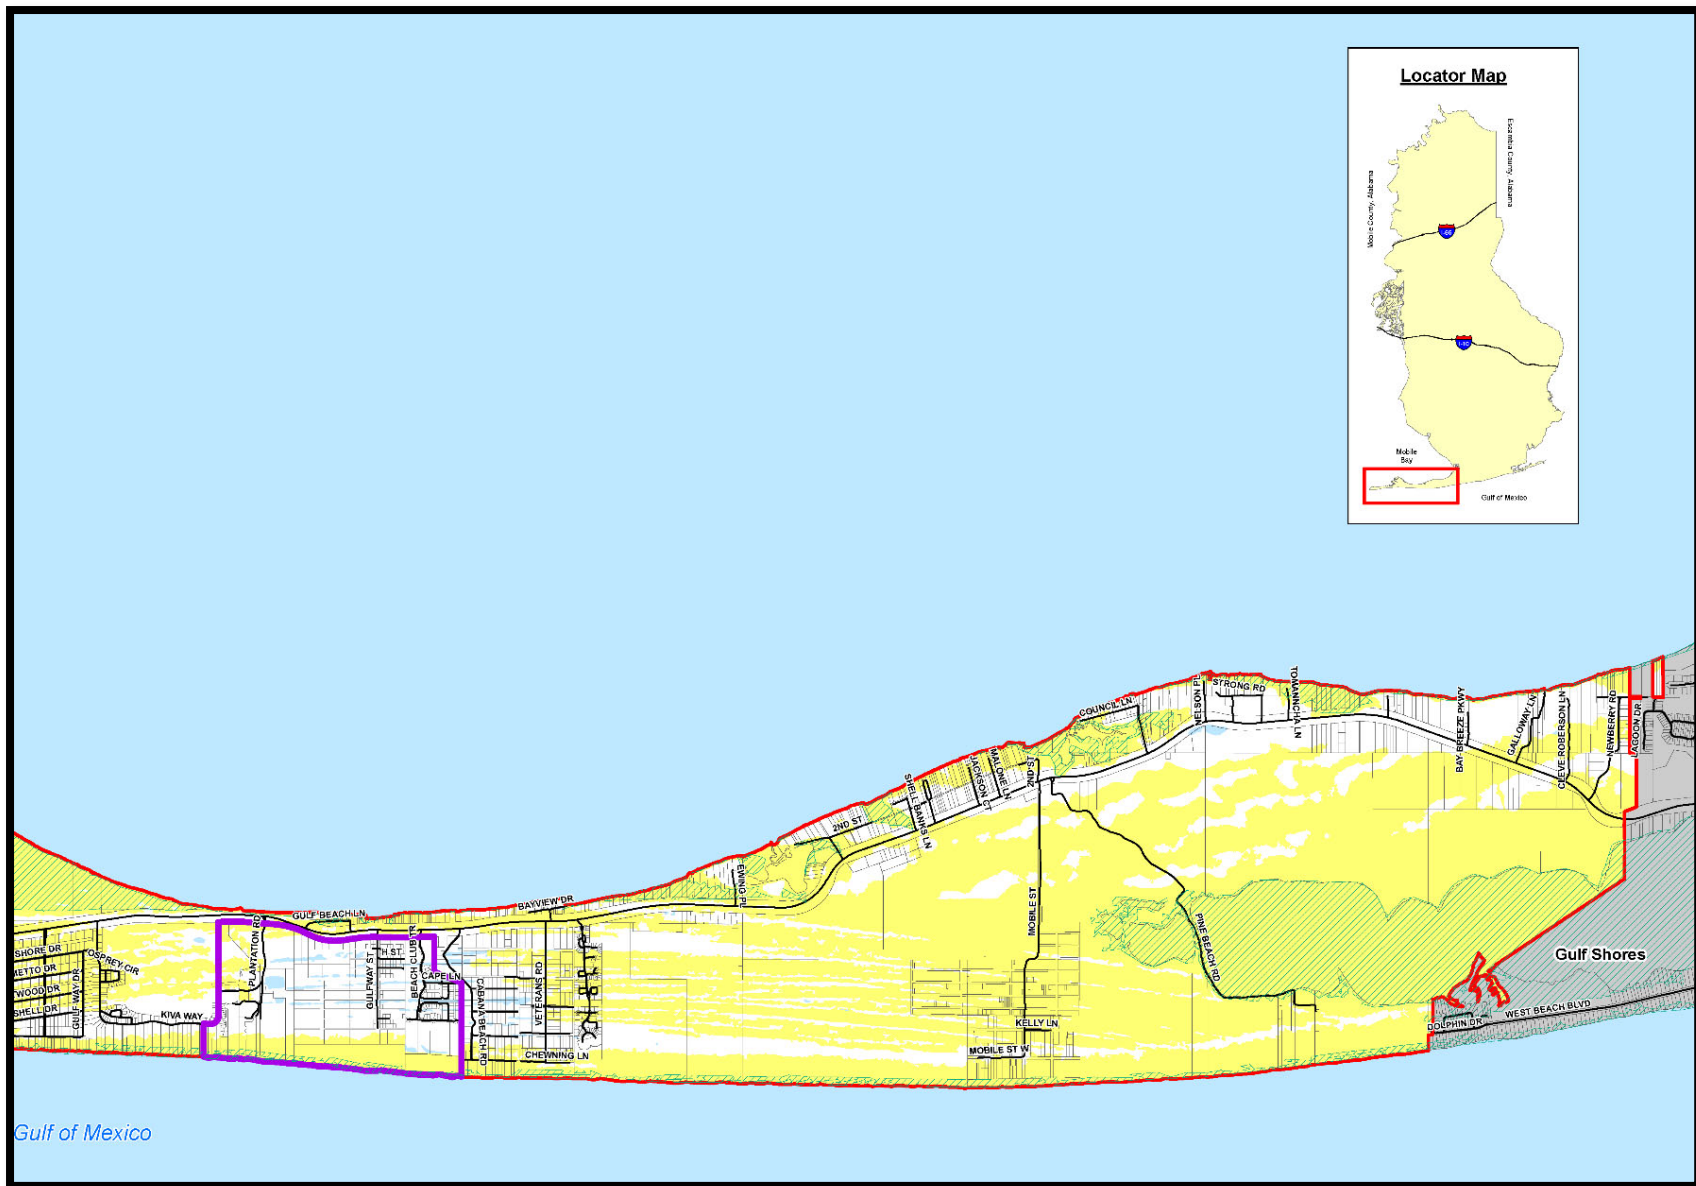 Locator Map
Escambia County, Alabama
Mobile County, Alabama
I-65
I-10
Mobile
Bay
Gulf of Mexico
TOMANCHA LN
STRONG RD
NELSON PL
COUNCIL LN
BAY BREEZE PKWY
GALLOWAY LN
CLEVE ROBERSON LN
NEWBERRY RD
LAGOON DR
MALONE LN
JACKSON CT
2ND ST
SHELL BANKS LN
2ND ST
EWING PL
BAYVIEW DR
GULF BEACH LN
MOBILE ST
PINE BEACH RD
PLANTATION RD
H ST
GULFWAY ST
BEACH CLUB TR
CAPE LN
CABANA BEACH RD
VETERANS RD
SHORE DR
OSPREY CIR
METTO DR
TWOOD DR
SHELL DR
GULF WAY DR
KIVA WAY
CHEWNING LN
KELLY LN
MOBILE ST W
Gulf Shores
WEST BEACH BLVD
DOLPHIN DR
Gulf of Mexico